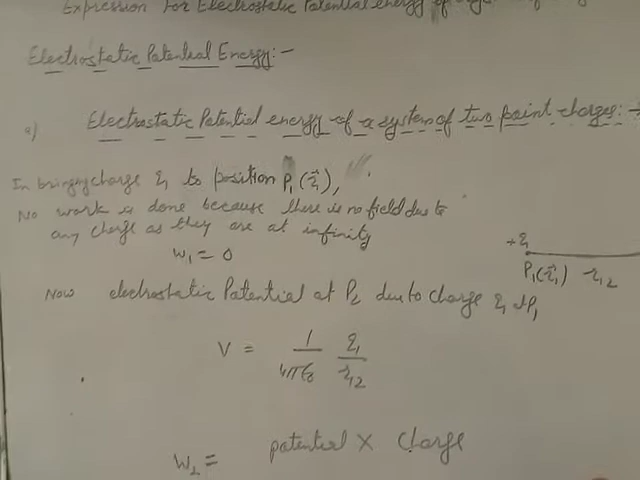 Expression for Electrostatic Potential energy of
Electrostatic Potential Energy:-
a) Electrostatic Potential energy of a system of two point charges:-
In bringing charge q₁ to position P₁(r⃗₁),
No work is done because there is no field due to
any charge as they are at infinity
W₁ = 0
+q₁
P₁(r⃗₁) r₁₂
Now electrostatic Potential at P₂ due to charge q₁ at P₁
V = 1/4πε₀ q₁/r₁₂
W₂ = potential × charge